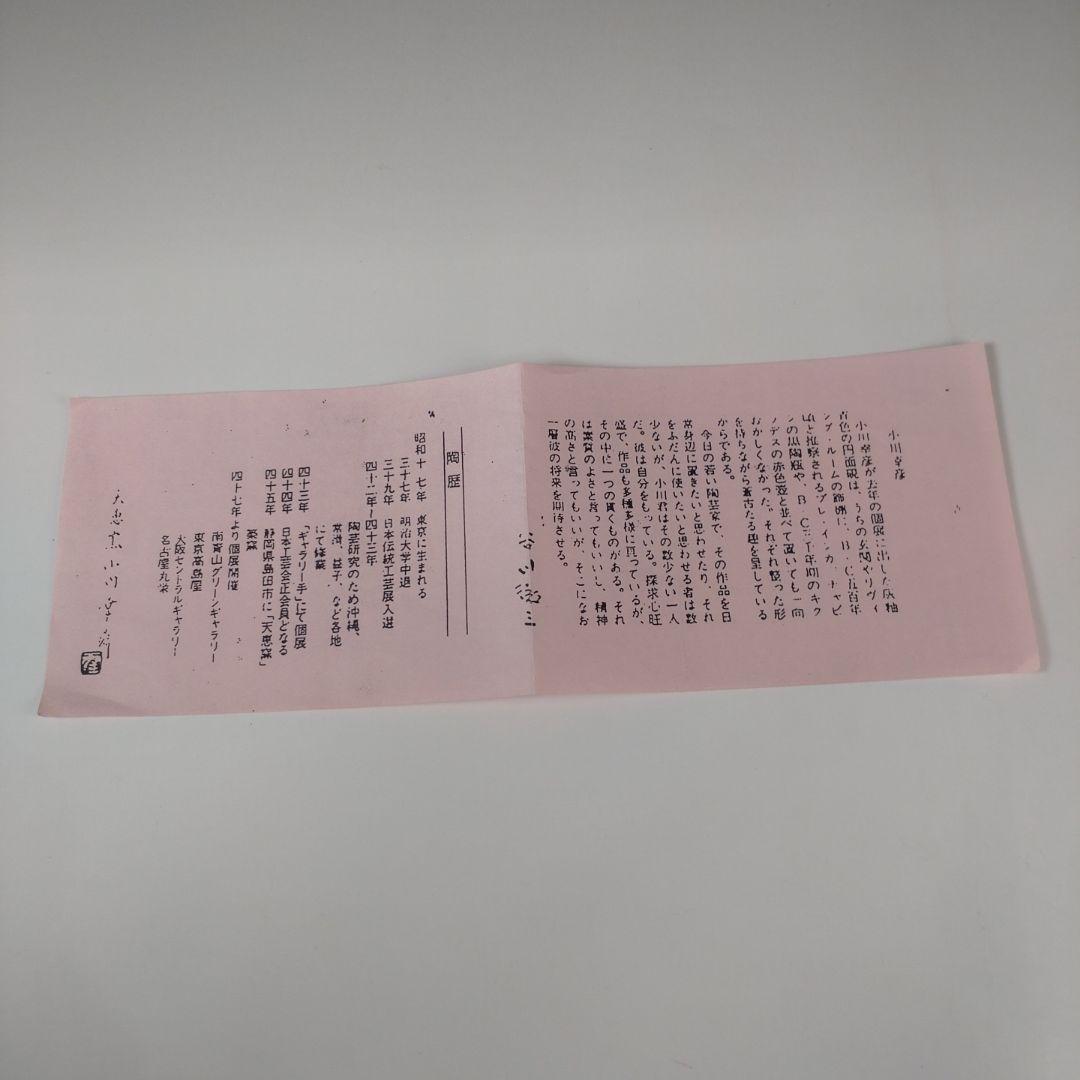 小川幸彦
小川幸彦が去年の個展に出した灰釉
青色の円面硯は、うちの玄関やリヴィ
ング・ルームの飾棚に、B・C五百年
頃と推察されるプレ・インカ、チャビ
ンの黒陶瓶や、B・C三千年期のキク
ラデスの赤色壺と並べて置いても一向
おかしくなかった。それぞれ整った形
を持ちながら蒼古たる趣を呈している
からである。
今日の若い陶芸家で、その作品を日
常身辺に置きたいと思わせたり、それ
をふだんに使いたいと思わせる者は数
少ないが、小川君はその数少ない一人
だ。彼は自分をもっている。探求心旺
盛で、作品も多種多様に亘っているが、
その中に一つの貫くものがある。それ
は素質のよさと言ってもいいし、精神
の高さと言ってもいいが、そこになお
一層彼の将来を期待させる。
谷川徹三
陶歴
昭和十七年 東京に生まれる
三十七年 明治大学中退
三十九年 日本伝統工芸展入選
四十二年〜四十三年
陶芸研究のため沖縄、
常滑、益子、など各地
にて修業
四十三年 「ギャラリー手」にて個展
四十四年 日本工芸会正会員となる
四十五年 静岡県島田市に「天恵窯」
築窯
四十七年より個展開催
南青山グリーンギャラリー
東京高島屋
大阪セントラルギャラリー
名古屋丸栄
天恵窯小川幸彦